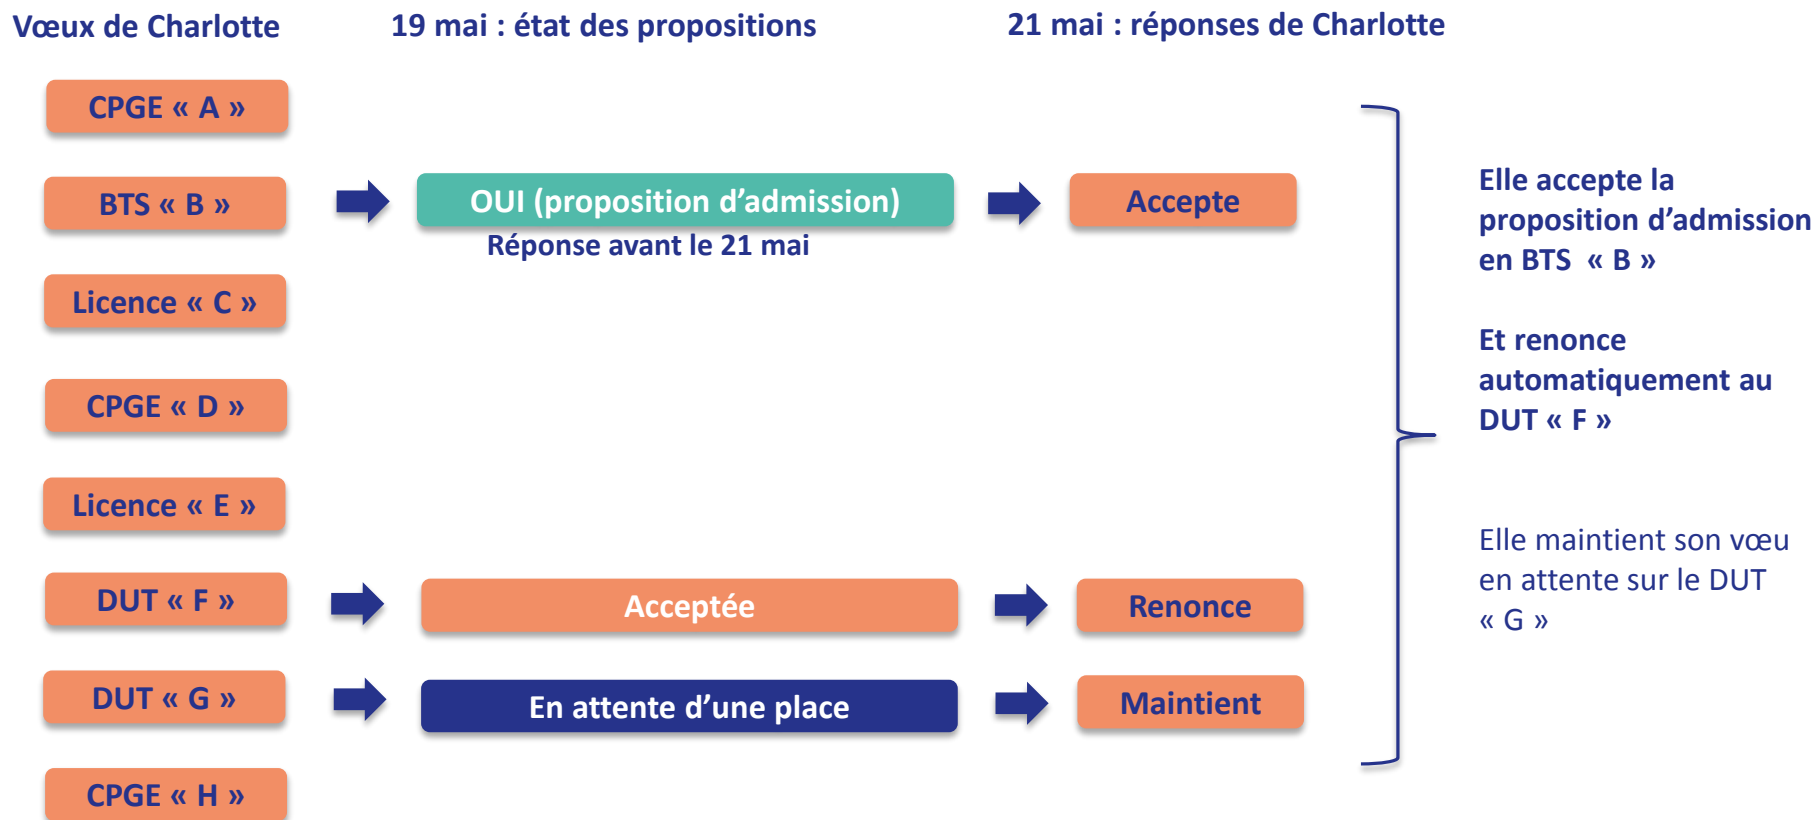 Vœux de Charlotte
19 mai : état des propositions
21 mai : réponses de Charlotte
CPGE « A »
BTS « B »
OUI (proposition d’admission)
Accepte
Réponse avant le 21 mai
Licence « C »
CPGE « D »
Licence « E »
DUT « F »
Acceptée
Renonce
DUT « G »
En attente d’une place
Maintient
CPGE « H »
Elle accepte la
proposition d’admission
en BTS « B »
Et renonce
automatiquement au
DUT « F »
Elle maintient son vœu
en attente sur le DUT
« G »